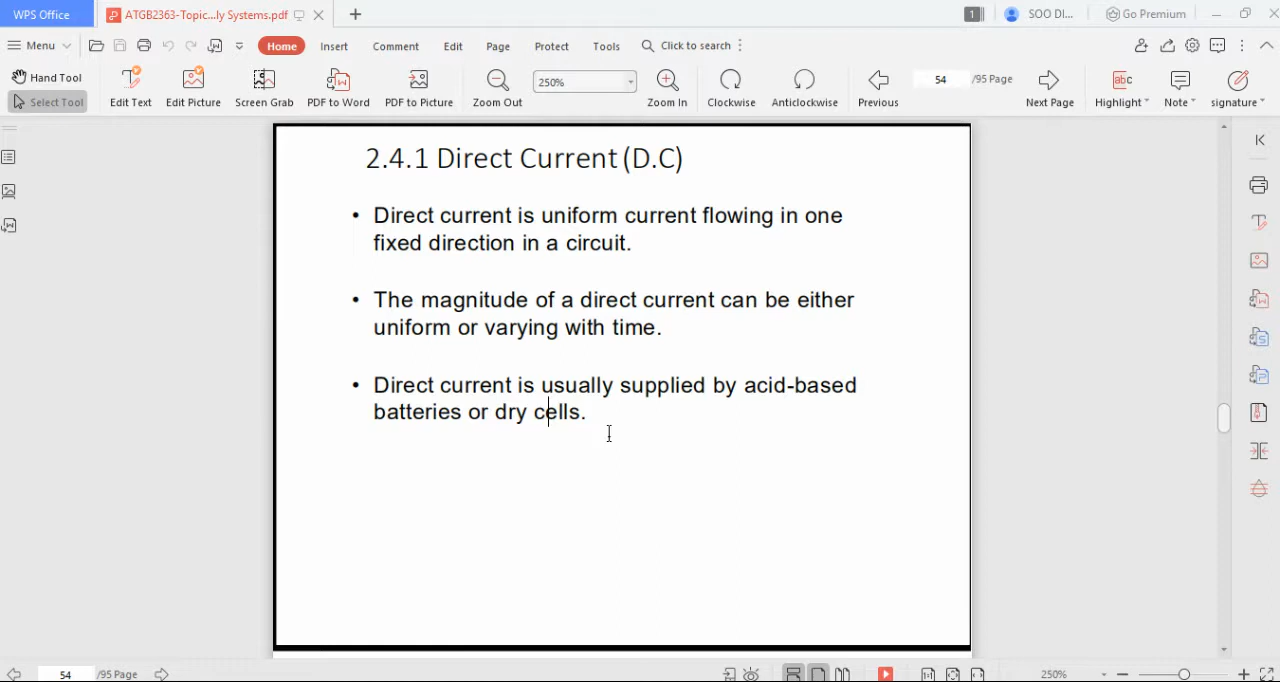 WPS Office
ATGB2363-Topic...ly Systems.pdf
1
SOO DI...
Go Premium
Menu
Home
Insert
Comment
Edit
Page
Protect
Tools
Click to search
Hand Tool
Select Tool
Edit Text
Edit Picture
Screen Grab
PDF to Word
PDF to Picture
Zoom Out
250%
Zoom In
Clockwise
Anticlockwise
Previous
54 /95 Page
Next Page
Highlight
Note
signature
2.4.1 Direct Current (D.C)
• Direct current is uniform current flowing in one
fixed direction in a circuit.
• The magnitude of a direct current can be either
uniform or varying with time.
• Direct current is usually supplied by acid-based
batteries or dry cells.
54 /95 Page
250%